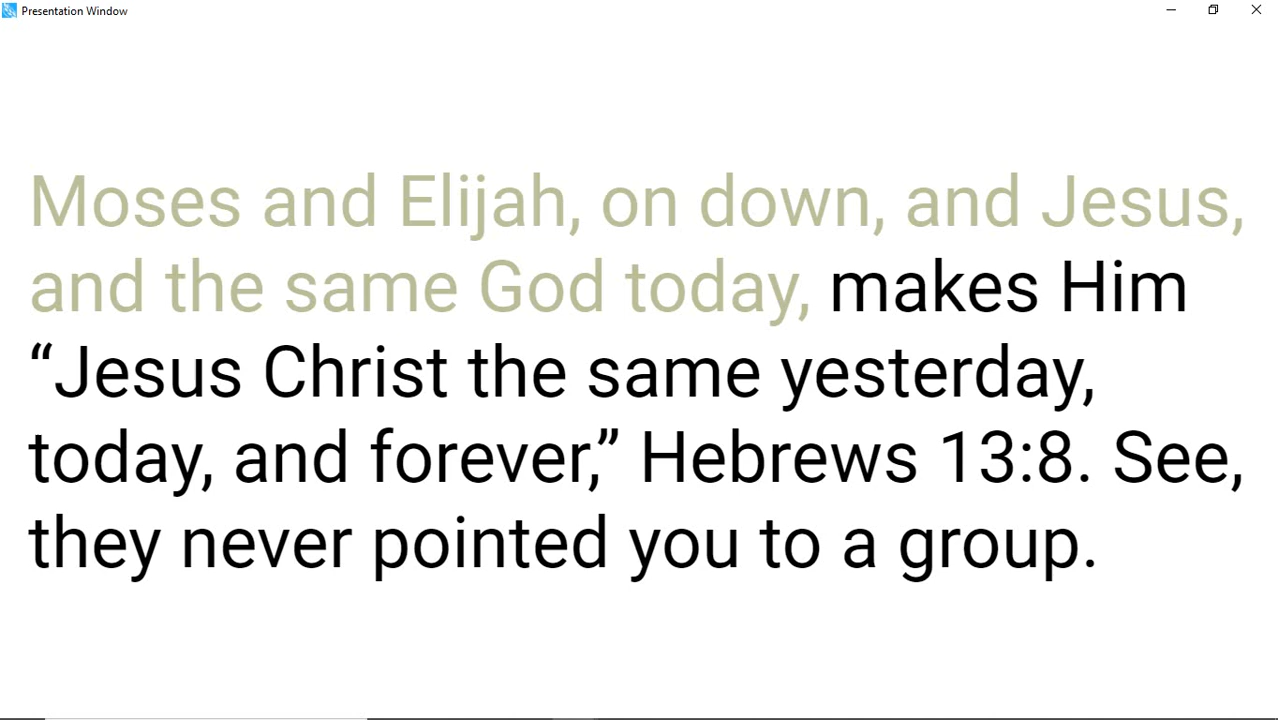 Presentation Window
Moses and Elijah, on down, and Jesus,
and the same God today, makes Him
“Jesus Christ the same yesterday,
today, and forever,” Hebrews 13:8. See,
they never pointed you to a group.